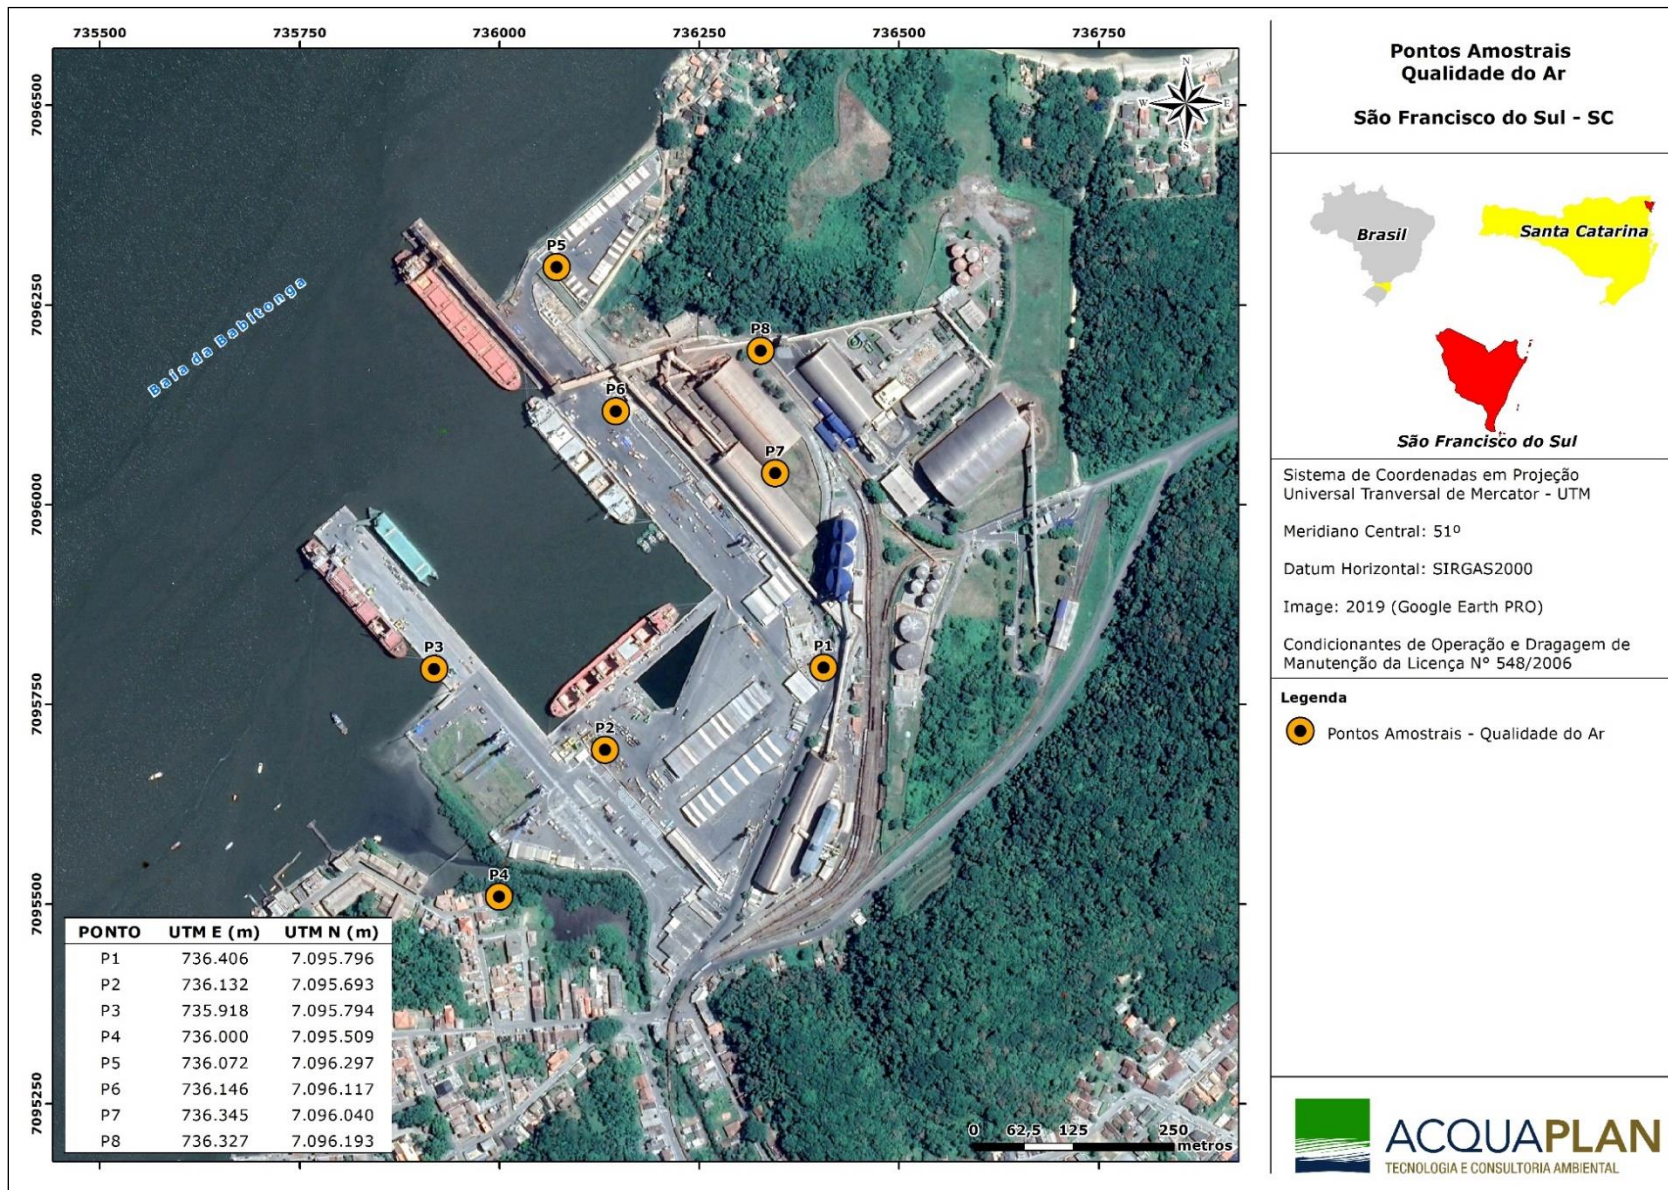 735500 735750 736000 736250 736500 736750
7096500
7096250
7096000
7095750
7095500
7095250
N
W E
S
Baía da Babitonga
P5
P8
P6
P7
P1
P3
P2
P4
PONTO UTM E (m) UTM N (m)
P1 736.406 7.095.796
P2 736.132 7.095.693
P3 735.918 7.095.794
P4 736.000 7.095.509
P5 736.072 7.096.297
P6 736.146 7.096.117
P7 736.345 7.096.040
P8 736.327 7.096.193
0 62,5 125 250
metros
Pontos Amostrais
Qualidade do Ar
São Francisco do Sul - SC
Brasil
Santa Catarina
São Francisco do Sul
Sistema de Coordenadas em Projeção
Universal Tranversal de Mercator - UTM
Meridiano Central: 51º
Datum Horizontal: SIRGAS2000
Image: 2019 (Google Earth PRO)
Condicionantes de Operação e Dragagem de
Manutenção da Licença Nº 548/2006
Legenda
Pontos Amostrais - Qualidade do Ar
ACQUAPLAN
TECNOLOGIA E CONSULTORIA AMBIENTAL